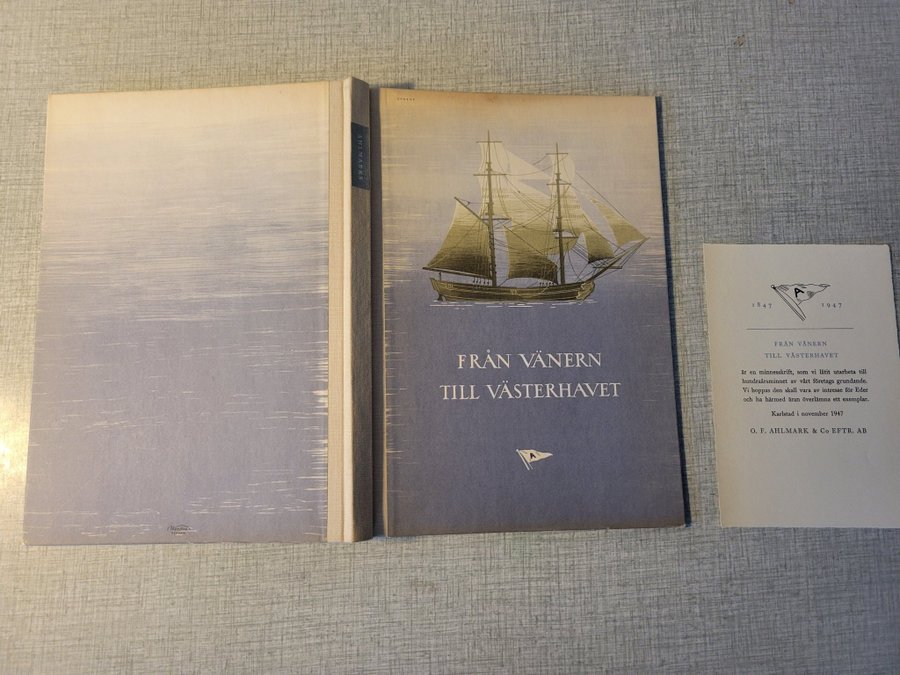 FRÅN VÄNERN
TILL VÄSTERHAVET
A
A
1847 1947
FRÅN VÄNERN
TILL VÄSTERHAVET
är en minnesskrift, som vi låtit utarbeta till
hundraårsminnet av vårt företags grundande.
Vi hoppas den skall vara av intresse för Eder
och ha härmed äran överlämna ett exemplar.
Karlstad i november 1947
O. F. AHLMARK & Co EFTR. AB